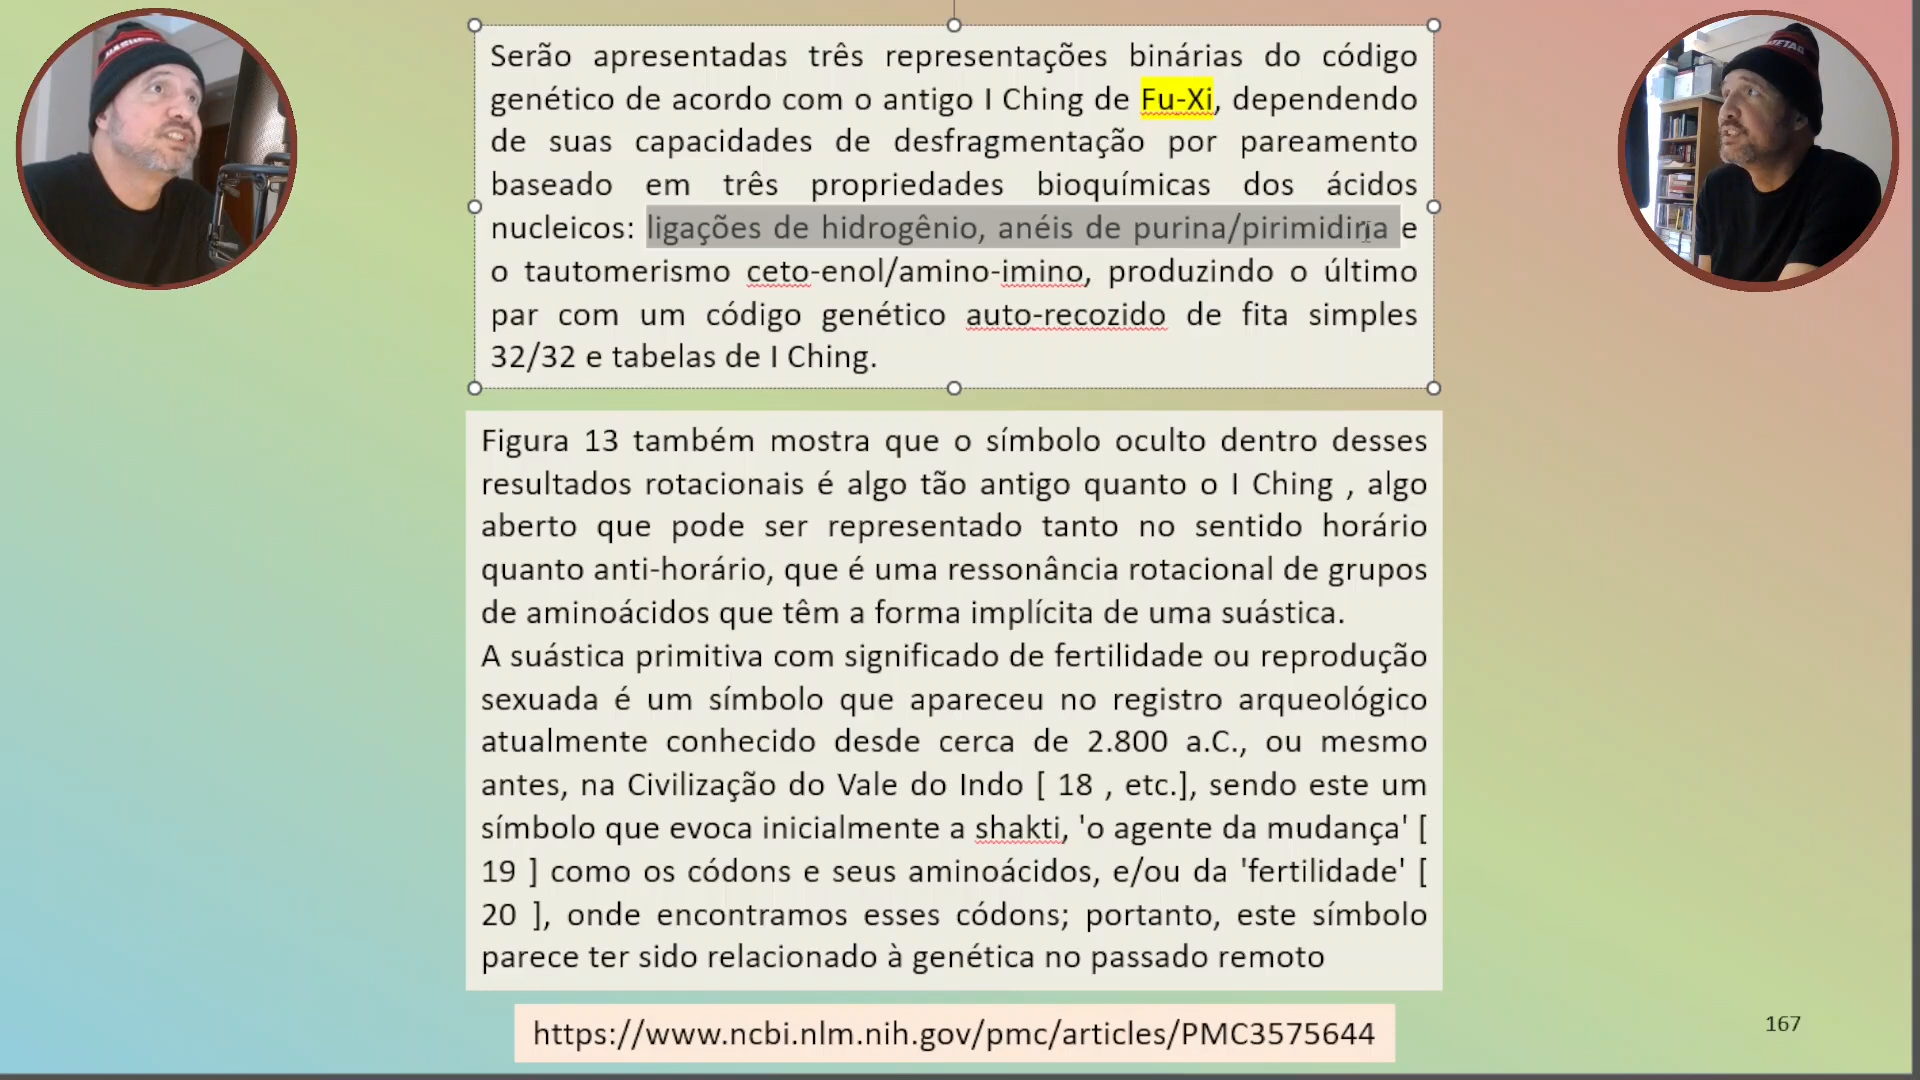 Serão apresentadas três representações binárias do código
genético de acordo com o antigo I Ching de Fu-Xi, dependendo
de suas capacidades de desfragmentação por pareamento
baseado em três propriedades bioquímicas dos ácidos
nucleicos: ligações de hidrogênio, anéis de purina/pirimidina e
o tautomerismo ceto-enol/amino-imino, produzindo o último
par com um código genético auto-recozido de fita simples
32/32 e tabelas de I Ching.
Figura 13 também mostra que o símbolo oculto dentro desses
resultados rotacionais é algo tão antigo quanto o I Ching , algo
aberto que pode ser representado tanto no sentido horário
quanto anti-horário, que é uma ressonância rotacional de grupos
de aminoácidos que têm a forma implícita de uma suástica.
A suástica primitiva com significado de fertilidade ou reprodução
sexuada é um símbolo que apareceu no registro arqueológico
atualmente conhecido desde cerca de 2.800 a.C., ou mesmo
antes, na Civilização do Vale do Indo [ 18 , etc.], sendo este um
símbolo que evoca inicialmente a shakti, 'o agente da mudança' [
19 ] como os códons e seus aminoácidos, e/ou da 'fertilidade' [
20 ], onde encontramos esses códons; portanto, este símbolo
parece ter sido relacionado à genética no passado remoto
https://www.ncbi.nlm.nih.gov/pmc/articles/PMC3575644
167